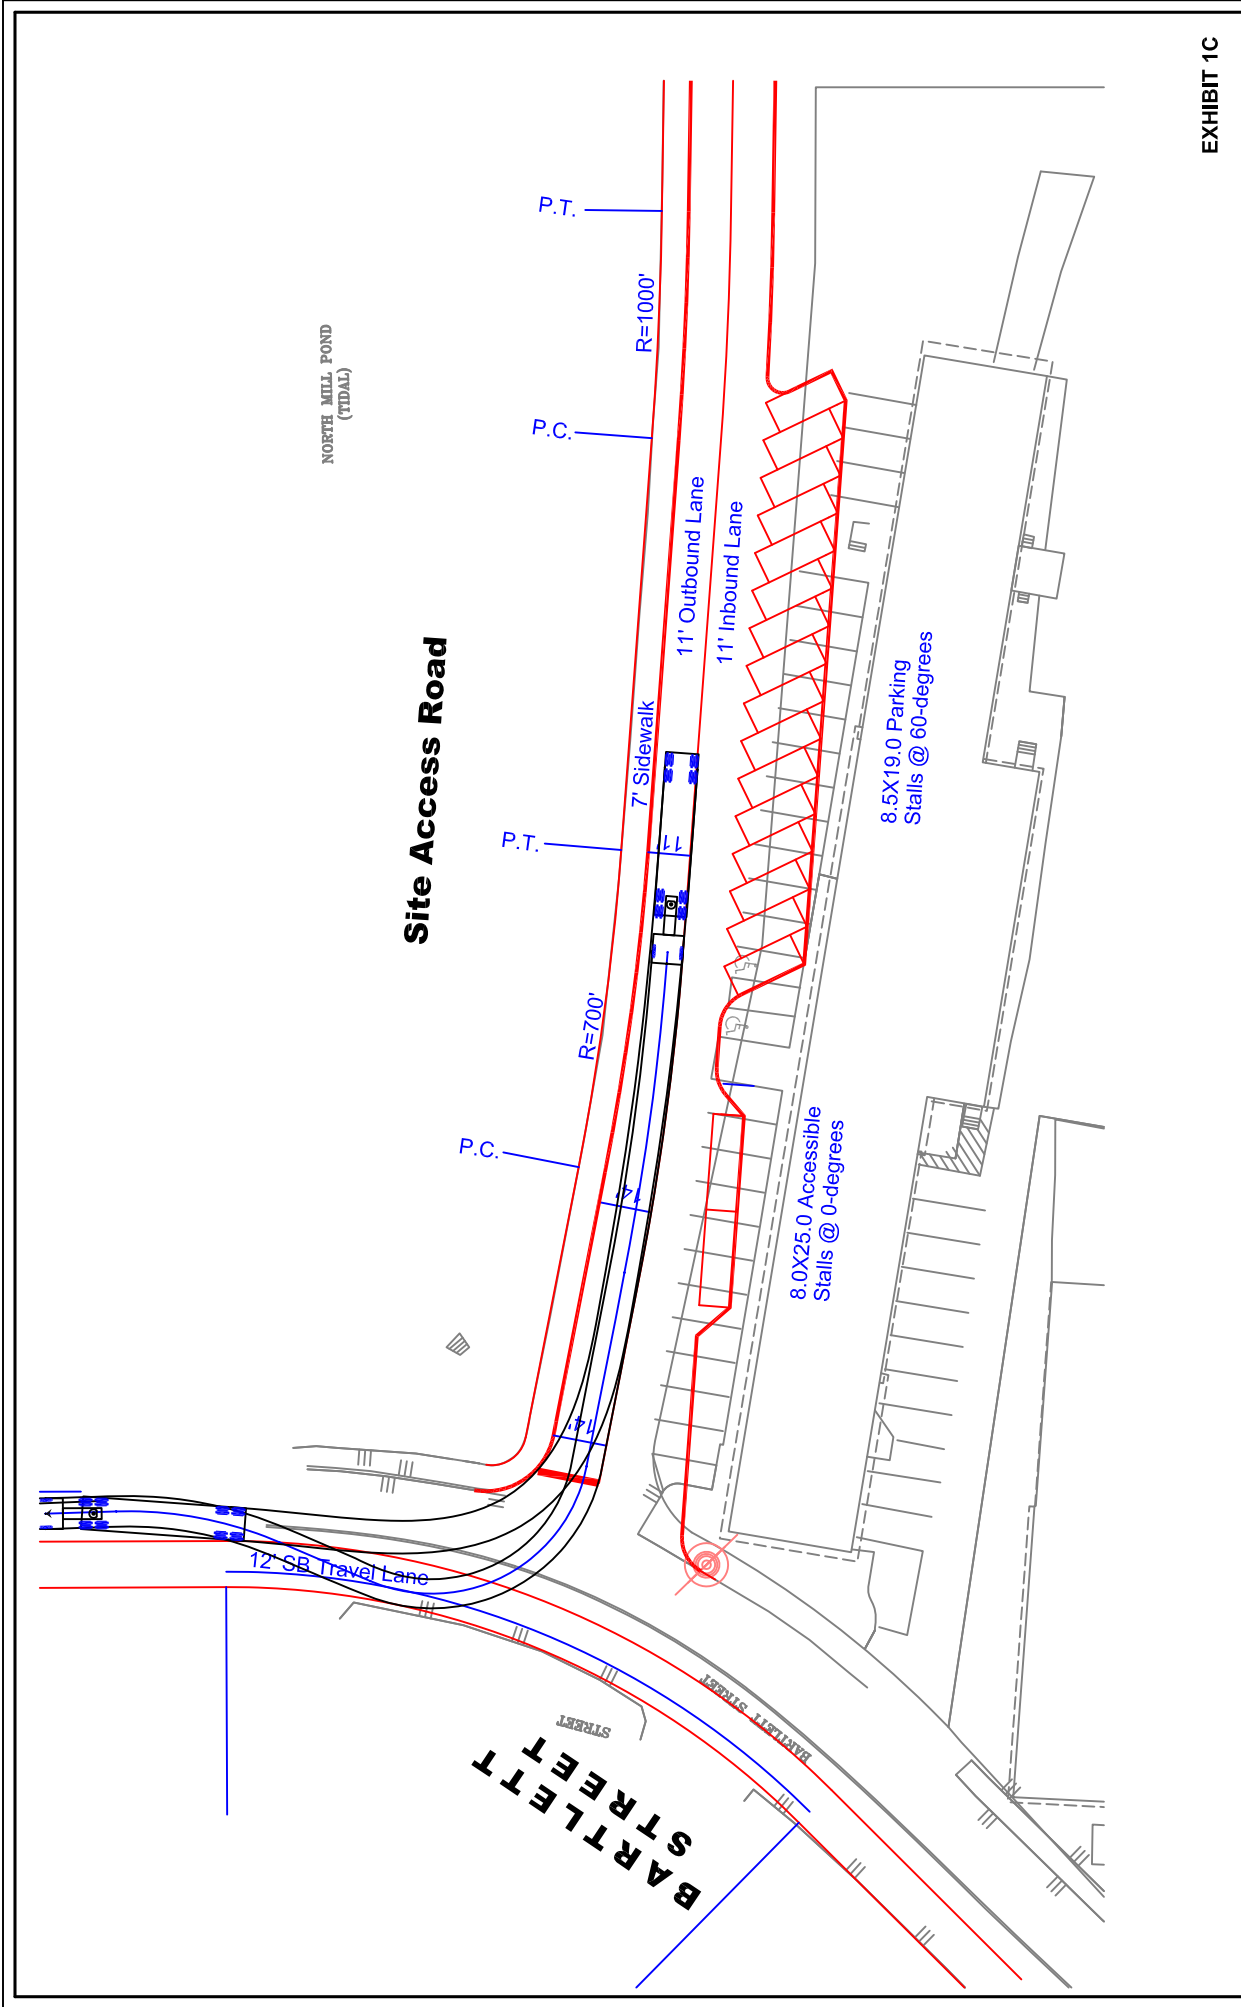 EXHIBIT 1C
P.T.
R=1000'
NORTH MILL POND
(TIDAL)
P.C.
11' Outbound Lane
11' Inbound Lane
Site Access Road
7' Sidewalk
8.5X19.0 Parking
Stalls @ 60-degrees
P.T.
11'
R=700'
P.C.
14'
8.0X25.0 Accessible
Stalls @ 0-degrees
14'
12' SB Travel Lane
BARTLETT STREET
STREET
BARTLETT
STREET